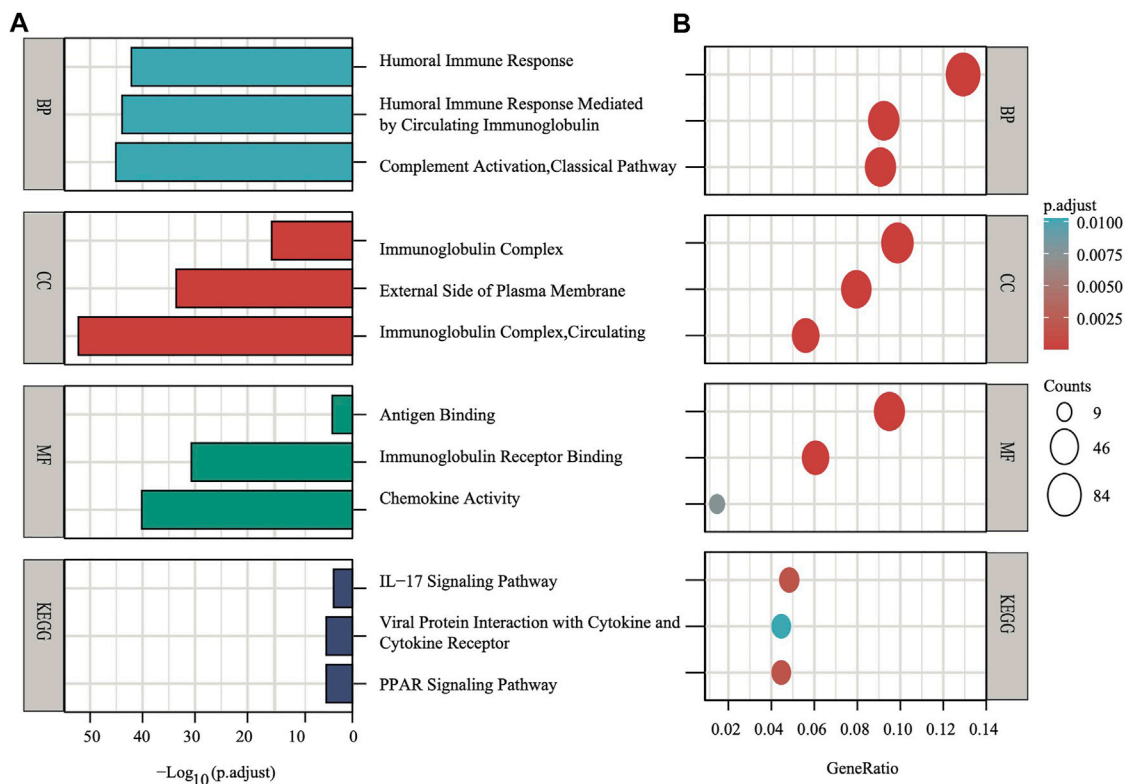 A
BP
Humoral Immune Response
Humoral Immune Response Mediated
by Circulating Immunoglobulin
Complement Activation,Classical Pathway
CC
Immunoglobulin Complex
External Side of Plasma Membrane
Immunoglobulin Complex,Circulating
MF
Antigen Binding
Immunoglobulin Receptor Binding
Chemokine Activity
KEGG
IL−17 Signaling Pathway
Viral Protein Interaction with Cytokine and
Cytokine Receptor
PPAR Signaling Pathway
50 40 30 20 10 0
−Log10 (p.adjust)
B
BP
CC
MF
KEGG
0.02 0.04 0.06 0.08 0.10 0.12 0.14
GeneRatio
p.adjust
0.0100
0.0075
0.0050
0.0025
Counts
9
46
84